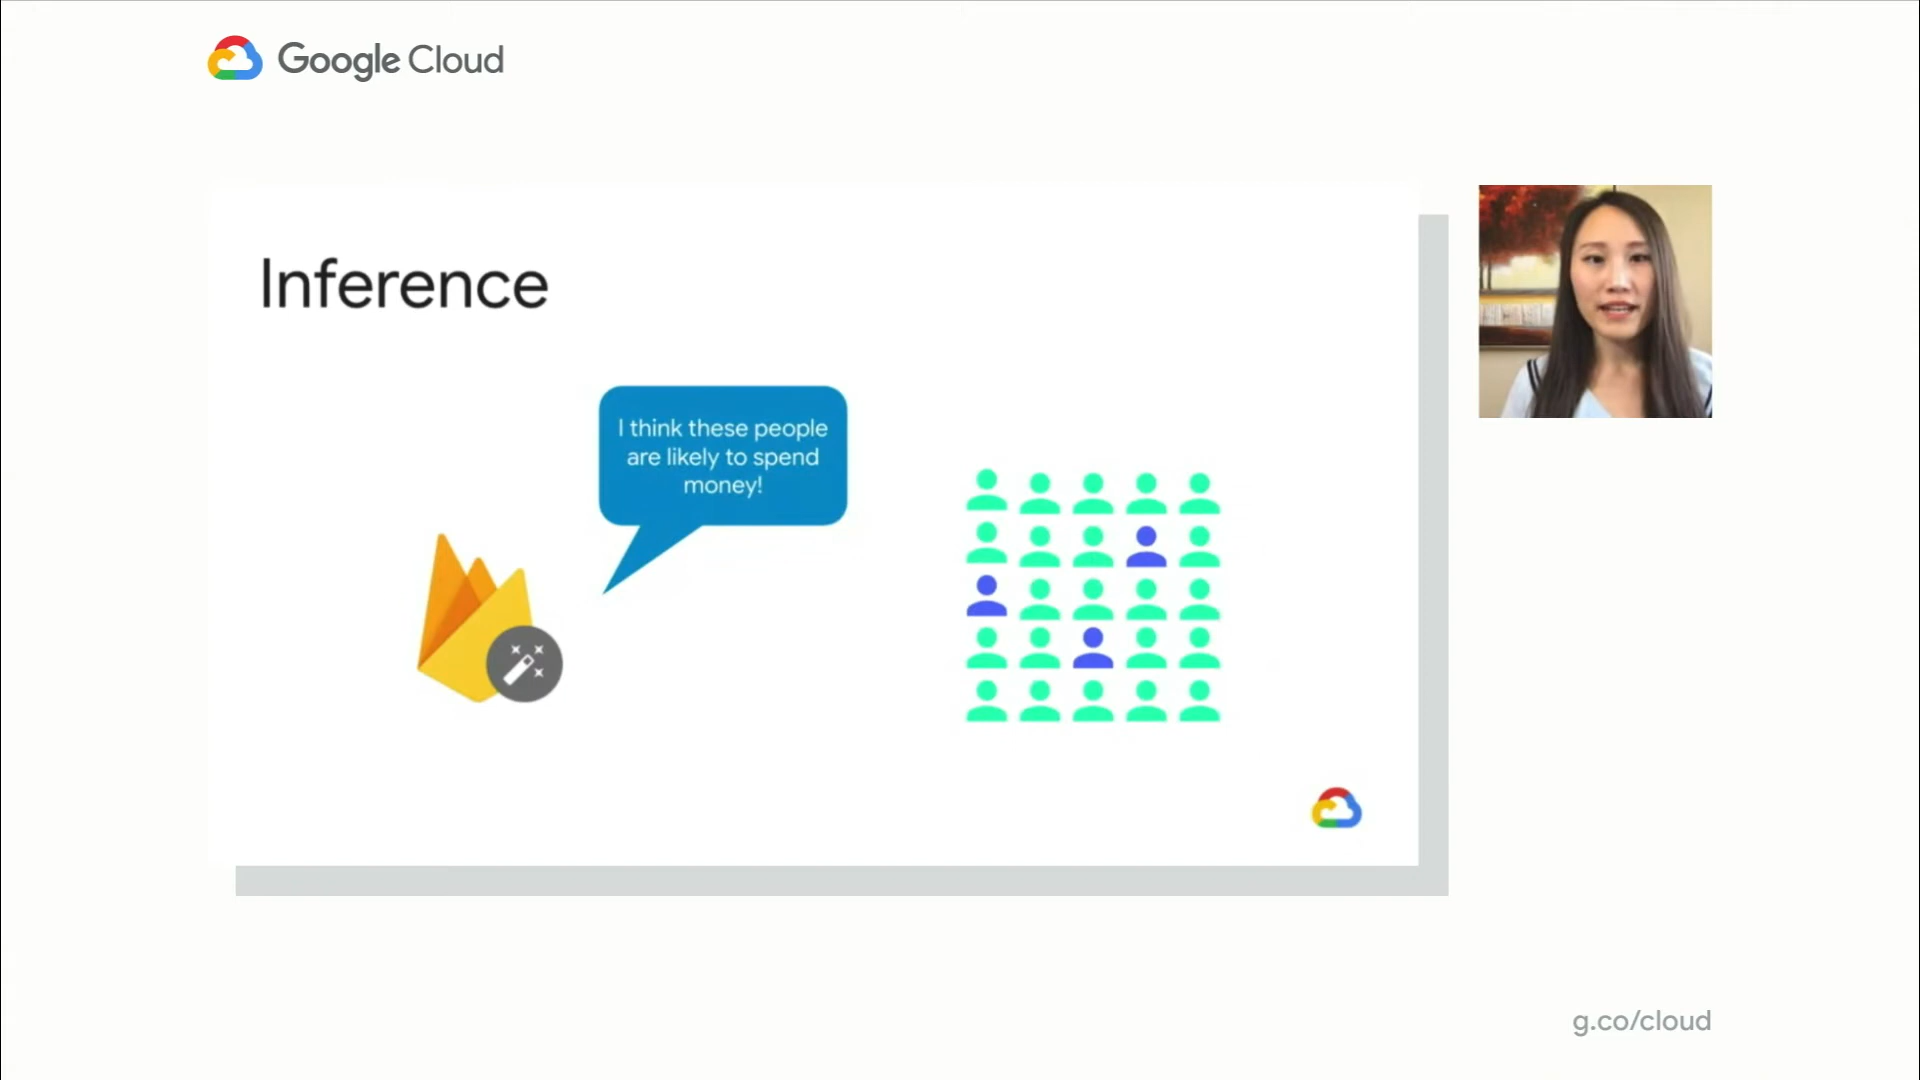 Google Cloud
Inference
I think these people
are likely to spend
money!
g.co/cloud